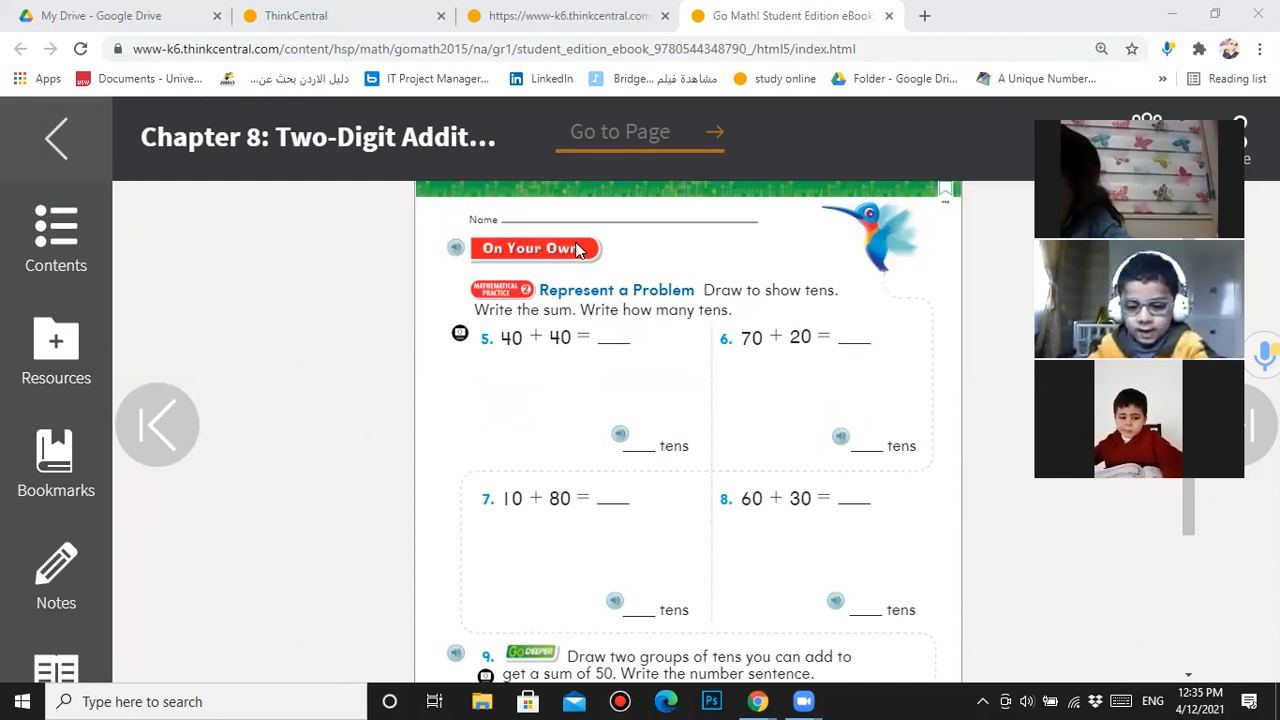 My Drive - Google Drive
ThinkCentral
https://www-k6.thinkcentral.com
Go Math! Student Edition eBook
www-k6.thinkcentral.com/content/hsp/math/gomath2015/na/gr1/student_edition_ebook_9780544348790_/html5/index.html
Apps
Documents - Unive...
دليل الاردن بحث عن...
IT Project Manager...
LinkedIn
Bridge... مشاهدة فيلم
study online
Folder - Google Dri...
A Unique Number...
»
Reading list
Chapter 8: Two-Digit Addit...
Go to Page
Contents
Resources
Bookmarks
Notes
Name
On Your Own
MATHEMATICAL PRACTICE 2 Represent a Problem Draw to show tens.
Write the sum. Write how many tens.
5. 40 + 40 = ____
____ tens
6. 70 + 20 = ____
____ tens
7. 10 + 80 = ____
____ tens
8. 60 + 30 = ____
____ tens
9. Go DEEPER Draw two groups of tens you can add to
get a sum of 50. Write the number sentence.
Type here to search
Ps
ENG
12:35 PM
4/12/2021